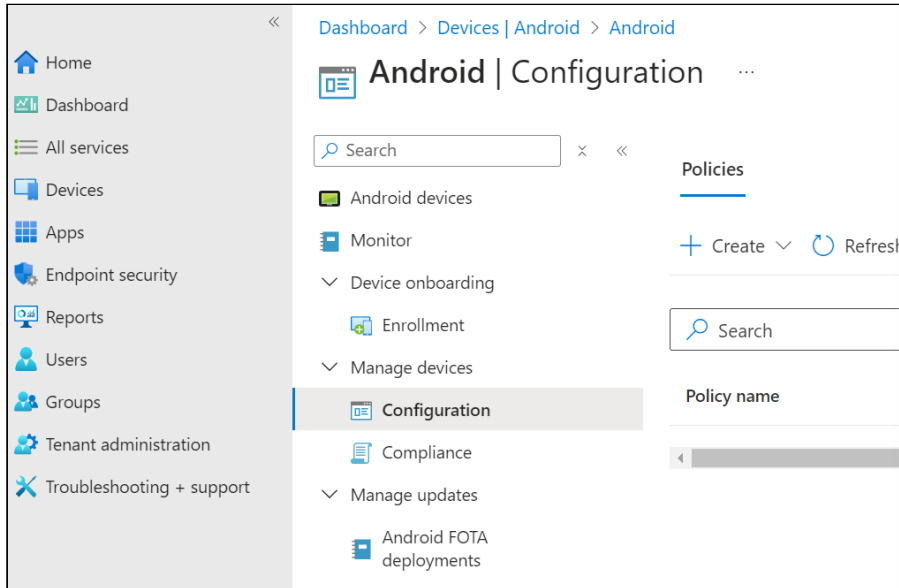 Home
Dashboard
All services
Devices
Apps
Endpoint security
Reports
Users
Groups
Tenant administration
Troubleshooting + support
Dashboard > Devices | Android > Android
Android | Configuration ...
Search
Android devices
Monitor
Device onboarding
Enrollment
Manage devices
Configuration
Compliance
Manage updates
Android FOTA
deployments
Policies
Create
Refresh
Search
Policy name